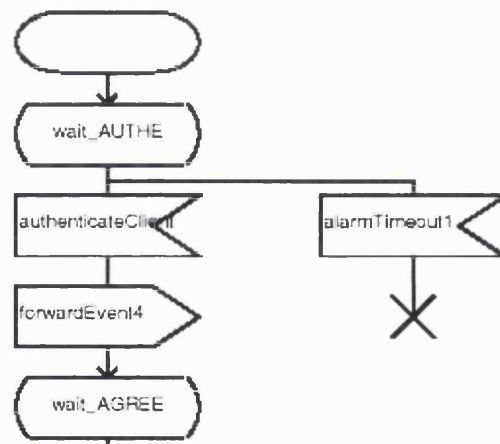 wait_AUTHE
authenticateClient
alarmTimeout1
forwardEvent4
wait_AGREE